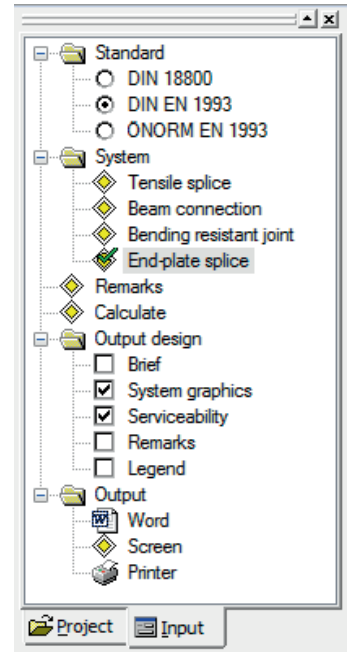 Standard
DIN 18800
DIN EN 1993
ÖNORM EN 1993
System
Tensile splice
Beam connection
Bending resistant joint
End-plate splice
Remarks
Calculate
Output design
Brief
System graphics
Serviceability
Remarks
Legend
Output
Word
Screen
Printer
Project Input